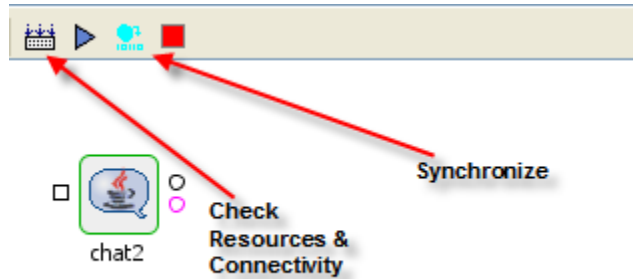 Synchronize
Check
Resources &
Connectivity
chat2